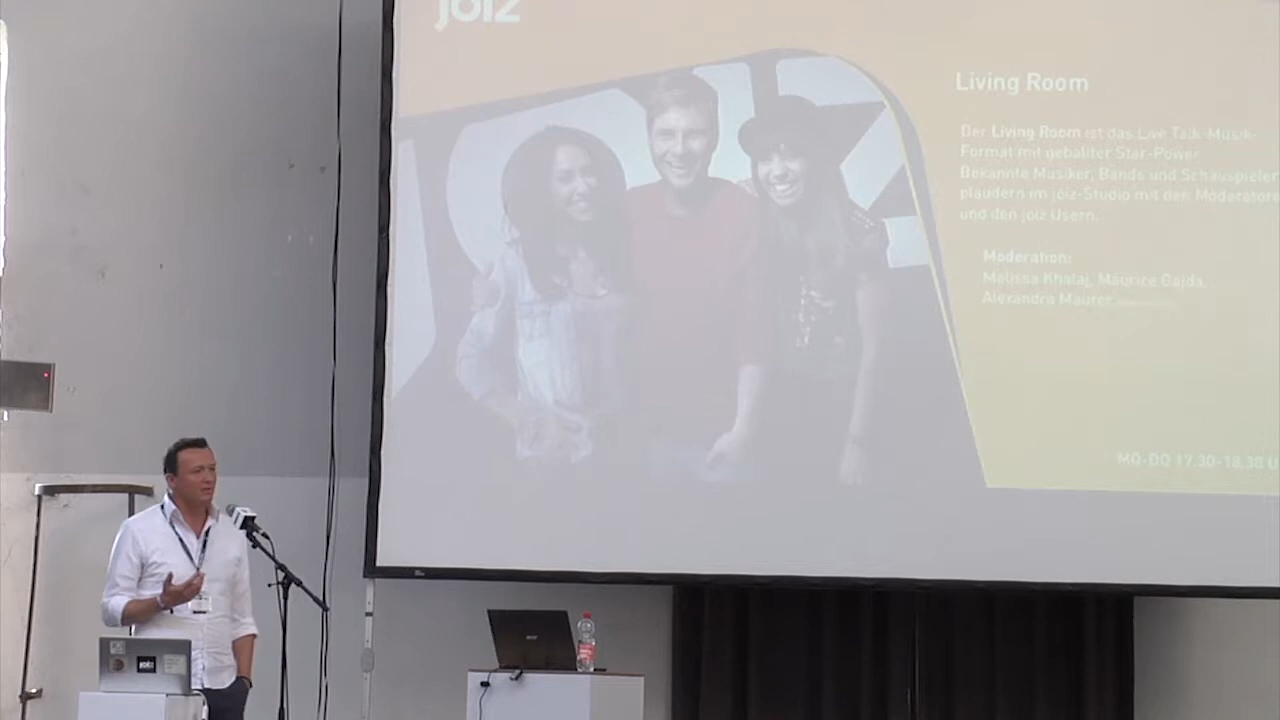 joiz
Living Room
Der Living Room ist das Live Talk-Musik-
Format mit geballter Star-Power.
Bekannte Musiker, Bands und Schauspieler
plaudern im joiz-Studio mit den Moderatore
und den joiz Usern.
Moderation:
Melissa Khalaj, Maurice Gajda,
Alexandra Maurer
MO-DO 17.30-18.30 U
joiz
acer